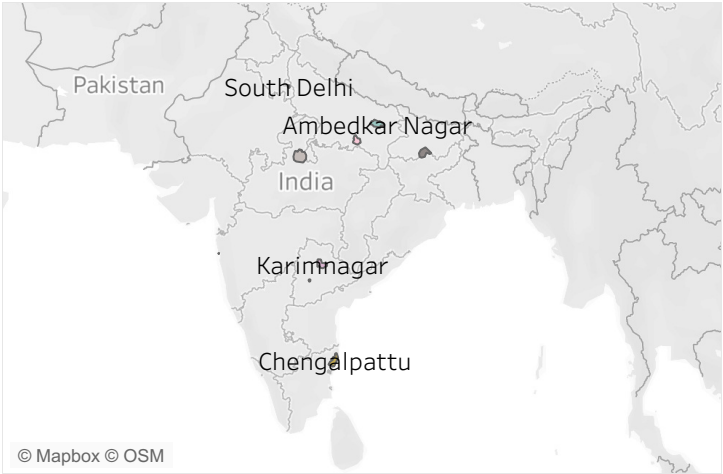 Pakistan
South Delhi
Ambedkar Nagar
India
Karimnagar
Chengalpattu
© Mapbox © OSM